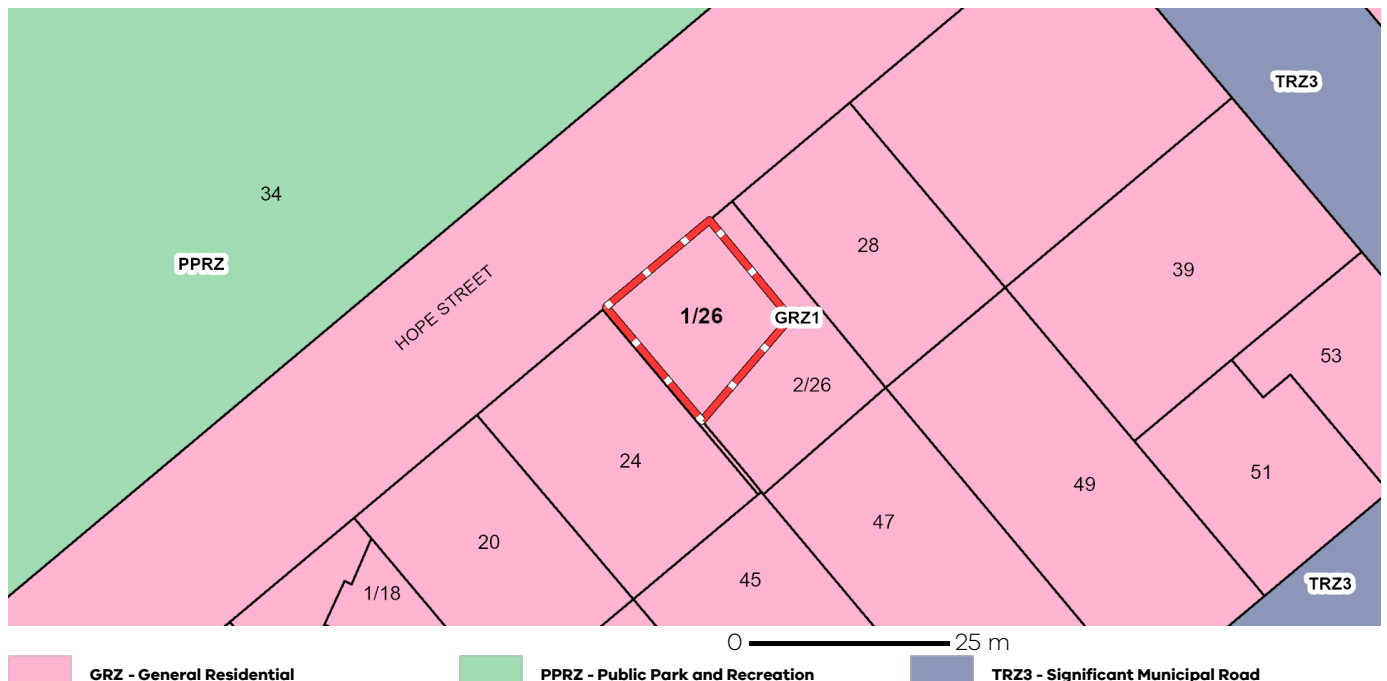 TRZ3
34
28
PPRZ
39
HOPE STREET
1/26
GRZ1
53
2/26
24
51
49
47
20
45
1/18
TRZ3
0 25 m
GRZ - General Residential
PPRZ - Public Park and Recreation
TRZ3 - Significant Municipal Road